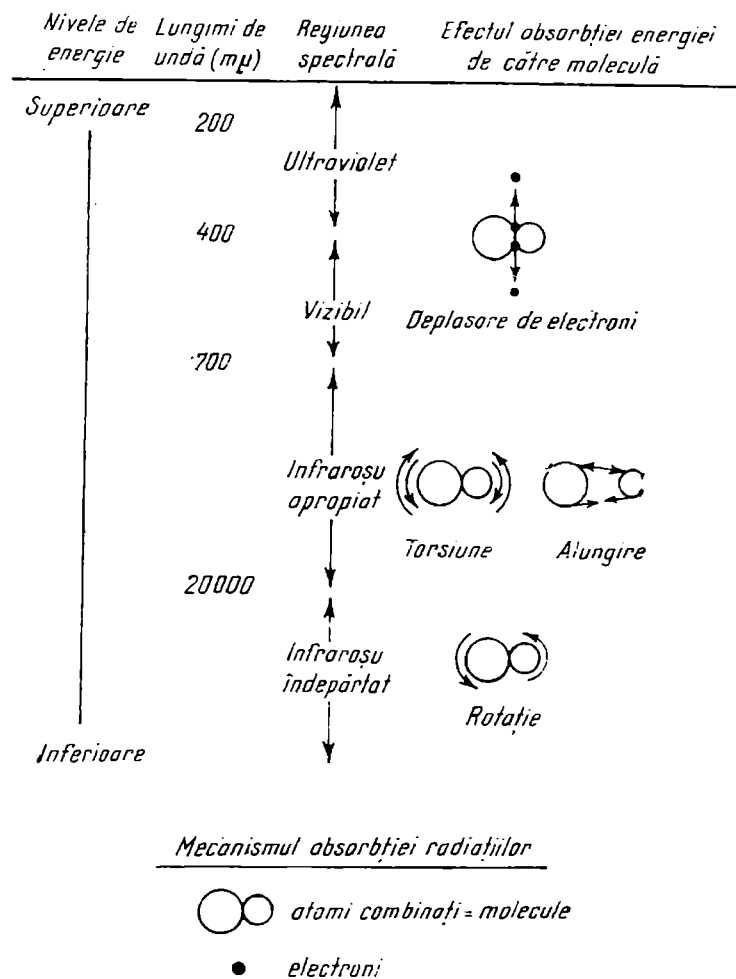 Nivele de energie
Lungimi de undă (mµ)
Regiunea spectrală
Efectul absorbției energiei de către moleculă
Superioare
200
Ultraviolet
400
Vizibil
Deplasare de electroni
700
Infraroșu apropiat
Torsiune
Alungire
20000
Infraroșu îndepărtat
Rotație
Inferioare
Mecanismul absorbției radiațiilor
atomi combinați = molecule
electroni